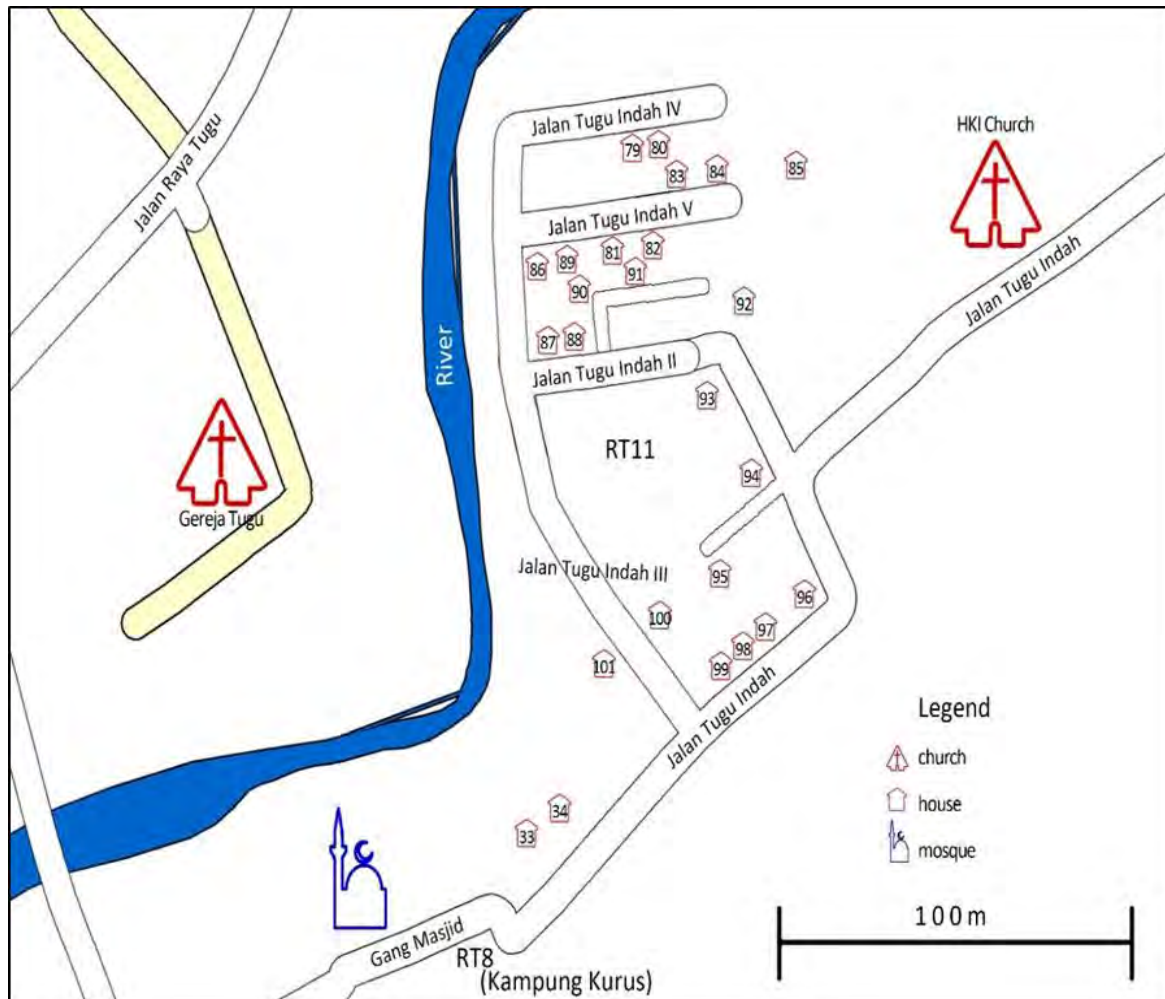 Jalan Tugu Indah IV
HKI Church
79
80
83
84
85
Jalan Raya Tugu
Jalan Tugu Indah V
81
82
86
89
91
90
92
Jalan Tugu Indah
River
87
88
Jalan Tugu Indah II
93
RT11
94
Gereja Tugu
Jalan Tugu Indah III
95
96
100
97
98
99
101
Jalan Tugu Indah
Legend
church
house
mosque
34
33
100m
Gang Masjid
RT8
(Kampung Kurus)